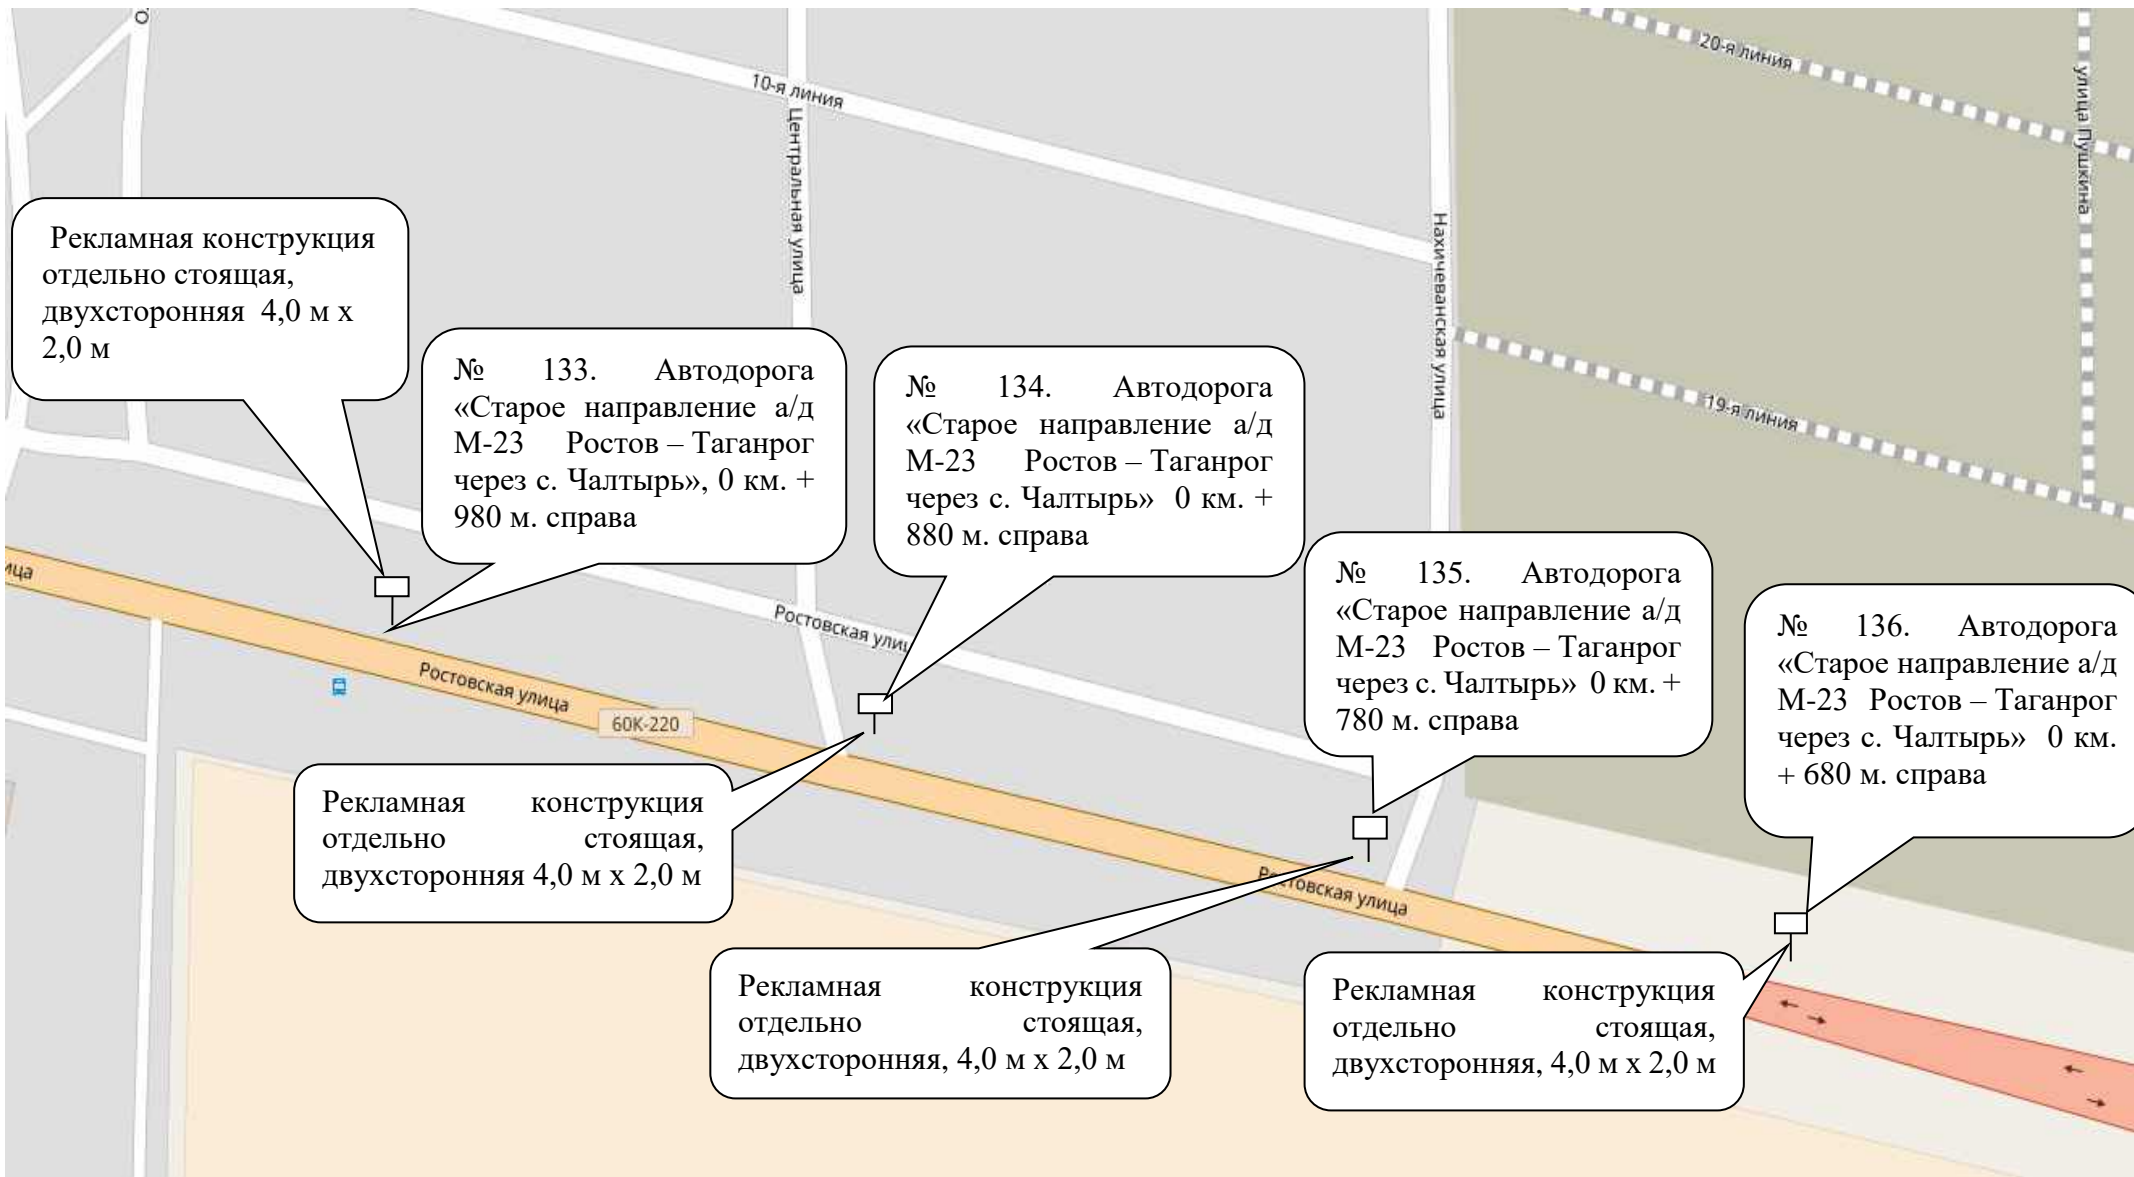 20-я линия
10-я линия
улица Пушкина
Центральная улица
Нахичеванская улица
Рекламная конструкция
отдельно стоящая,
двухсторонняя 4,0 м х
2,0 м
№ 133. Автодорога
«Старое направление а/д
М-23 Ростов – Таганрог
через с. Чалтырь», 0 км. +
980 м. справа
№ 134. Автодорога
«Старое направление а/д
М-23 Ростов – Таганрог
через с. Чалтырь» 0 км. +
880 м. справа
19-я линия
№ 135. Автодорога
«Старое направление а/д
М-23 Ростов – Таганрог
через с. Чалтырь» 0 км. +
780 м. справа
№ 136. Автодорога
«Старое направление а/д
М-23 Ростов – Таганрог
через с. Чалтырь» 0 км.
+ 680 м. справа
ица
Ростовская улиц
Ростовская улица
60К-220
Рекламная конструкция
отдельно стоящая,
двухсторонняя 4,0 м х 2,0 м
Ростовская улица
Рекламная конструкция
отдельно стоящая,
двухсторонняя, 4,0 м х 2,0 м
Рекламная конструкция
отдельно стоящая,
двухсторонняя, 4,0 м х 2,0 м